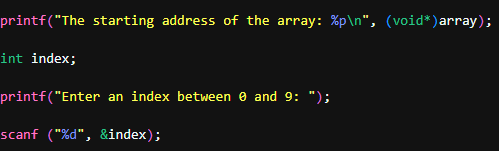 printf("The starting address of the array: %p\n", (void*)array);
int index;
printf("Enter an index between 0 and 9: ");
scanf ("%d", &index);